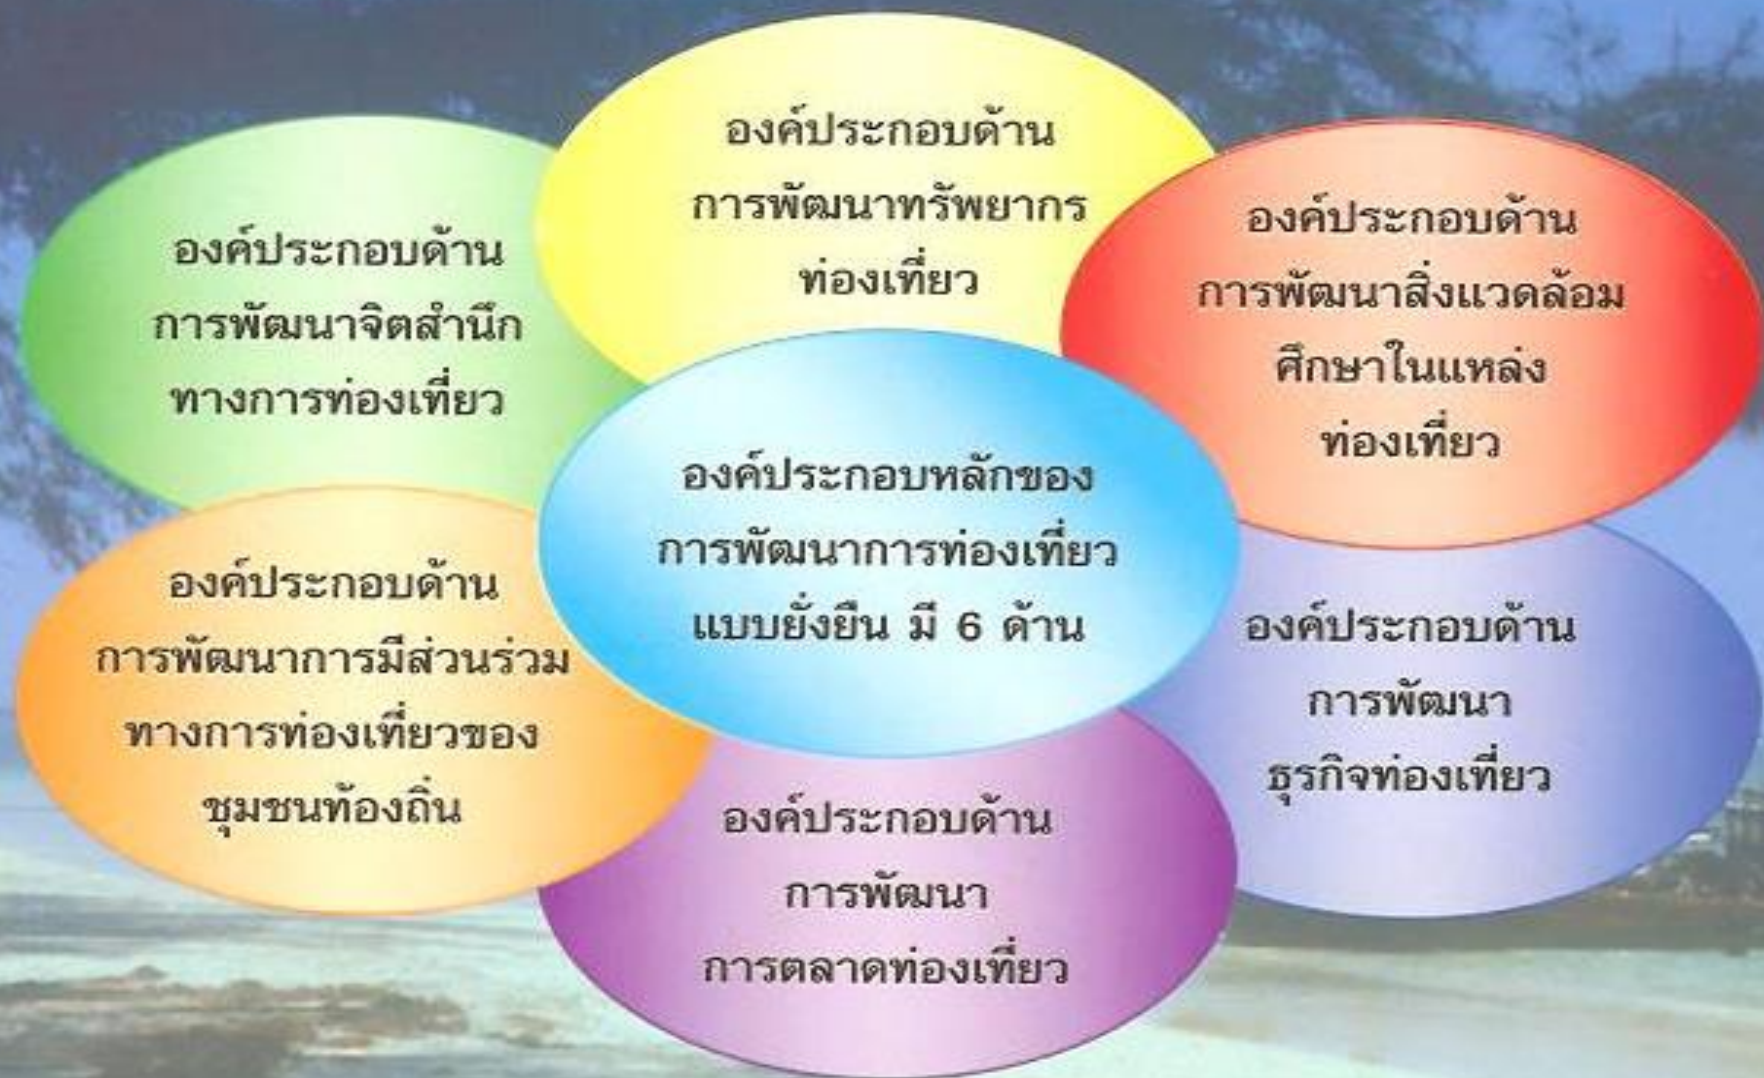 องค์ประกอบด้าน
การพัฒนาทรัพยากร
ท่องเที่ยว
องค์ประกอบด้าน
การพัฒนาสิ่งแวดล้อม
ศึกษาในแหล่ง
ท่องเที่ยว
องค์ประกอบด้าน
การพัฒนา
ธุรกิจท่องเที่ยว
องค์ประกอบด้าน
การพัฒนา
การตลาดท่องเที่ยว
องค์ประกอบด้าน
การพัฒนาการมีส่วนร่วม
ทางการท่องเที่ยวของ
ชุมชนท้องถิ่น
องค์ประกอบด้าน
การพัฒนาจิตสำนึก
ทางการท่องเที่ยว
องค์ประกอบหลักของ
การพัฒนาการท่องเที่ยว
แบบยั่งยืน มี 6 ด้าน